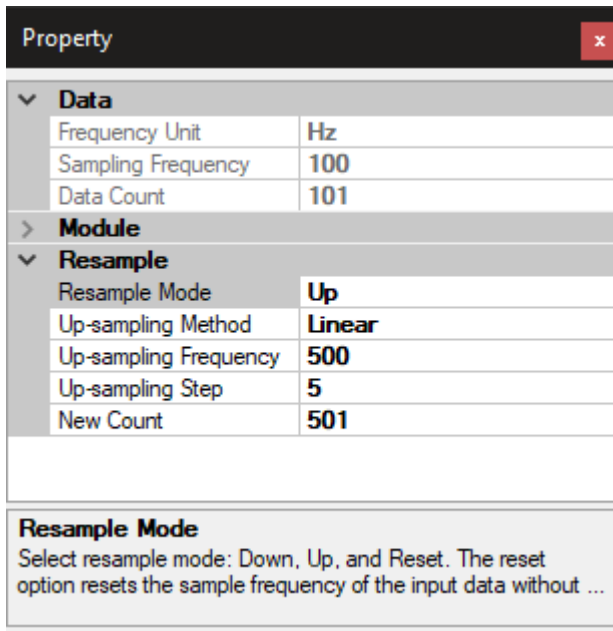 Property
x
Data
Frequency Unit Hz
Sampling Frequency 100
Data Count 101
Module
Resample
Resample Mode Up
Up-sampling Method Linear
Up-sampling Frequency 500
Up-sampling Step 5
New Count 501
Resample Mode
Select resample mode: Down, Up, and Reset. The reset
option resets the sample frequency of the input data without ...